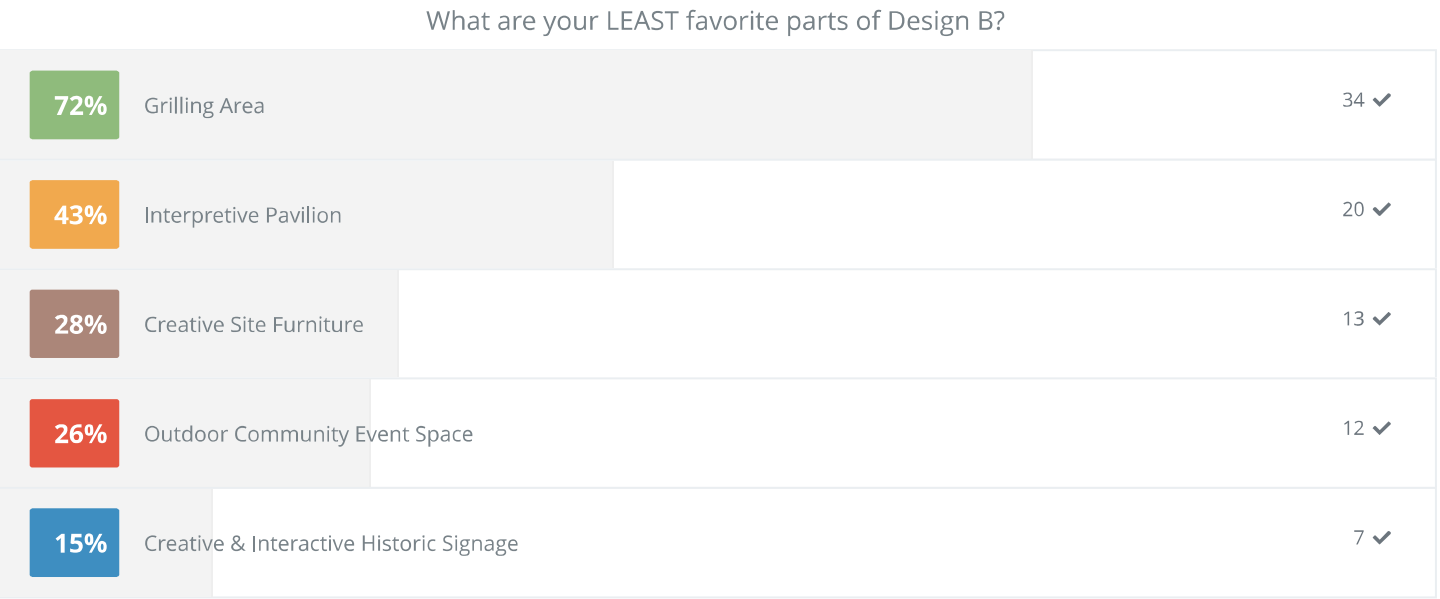 What are your LEAST favorite parts of Design B?
72% Grilling Area 34
43% Interpretive Pavilion 20
28% Creative Site Furniture 13
26% Outdoor Community Event Space 12
15% Creative & Interactive Historic Signage 7